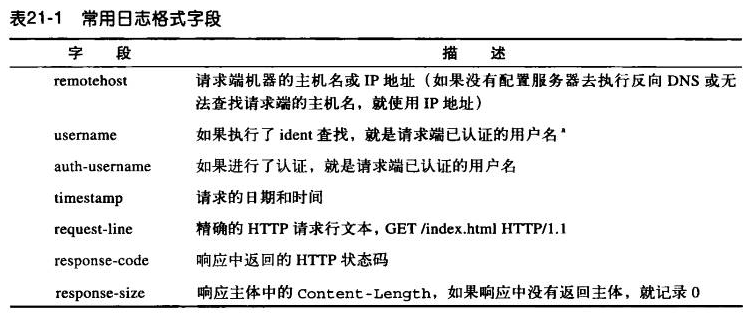 表21-1 常用日志格式字段
字 段 描 述
remotehost 请求端机器的主机名或 IP 地址（如果没有配置服务器去执行反向 DNS 或无
法查找请求端的主机名，就使用 IP 地址）
username 如果执行了 ident 查找，就是请求端已认证的用户名a
auth-username 如果进行了认证，就是请求端已认证的用户名
timestamp 请求的日期和时间
request-line 精确的 HTTP 请求行文本，GET /index.html HTTP/1.1
response-code 响应中返回的 HTTP 状态码
response-size 响应主体中的 Content-Length，如果响应中没有返回主体，就记录 0